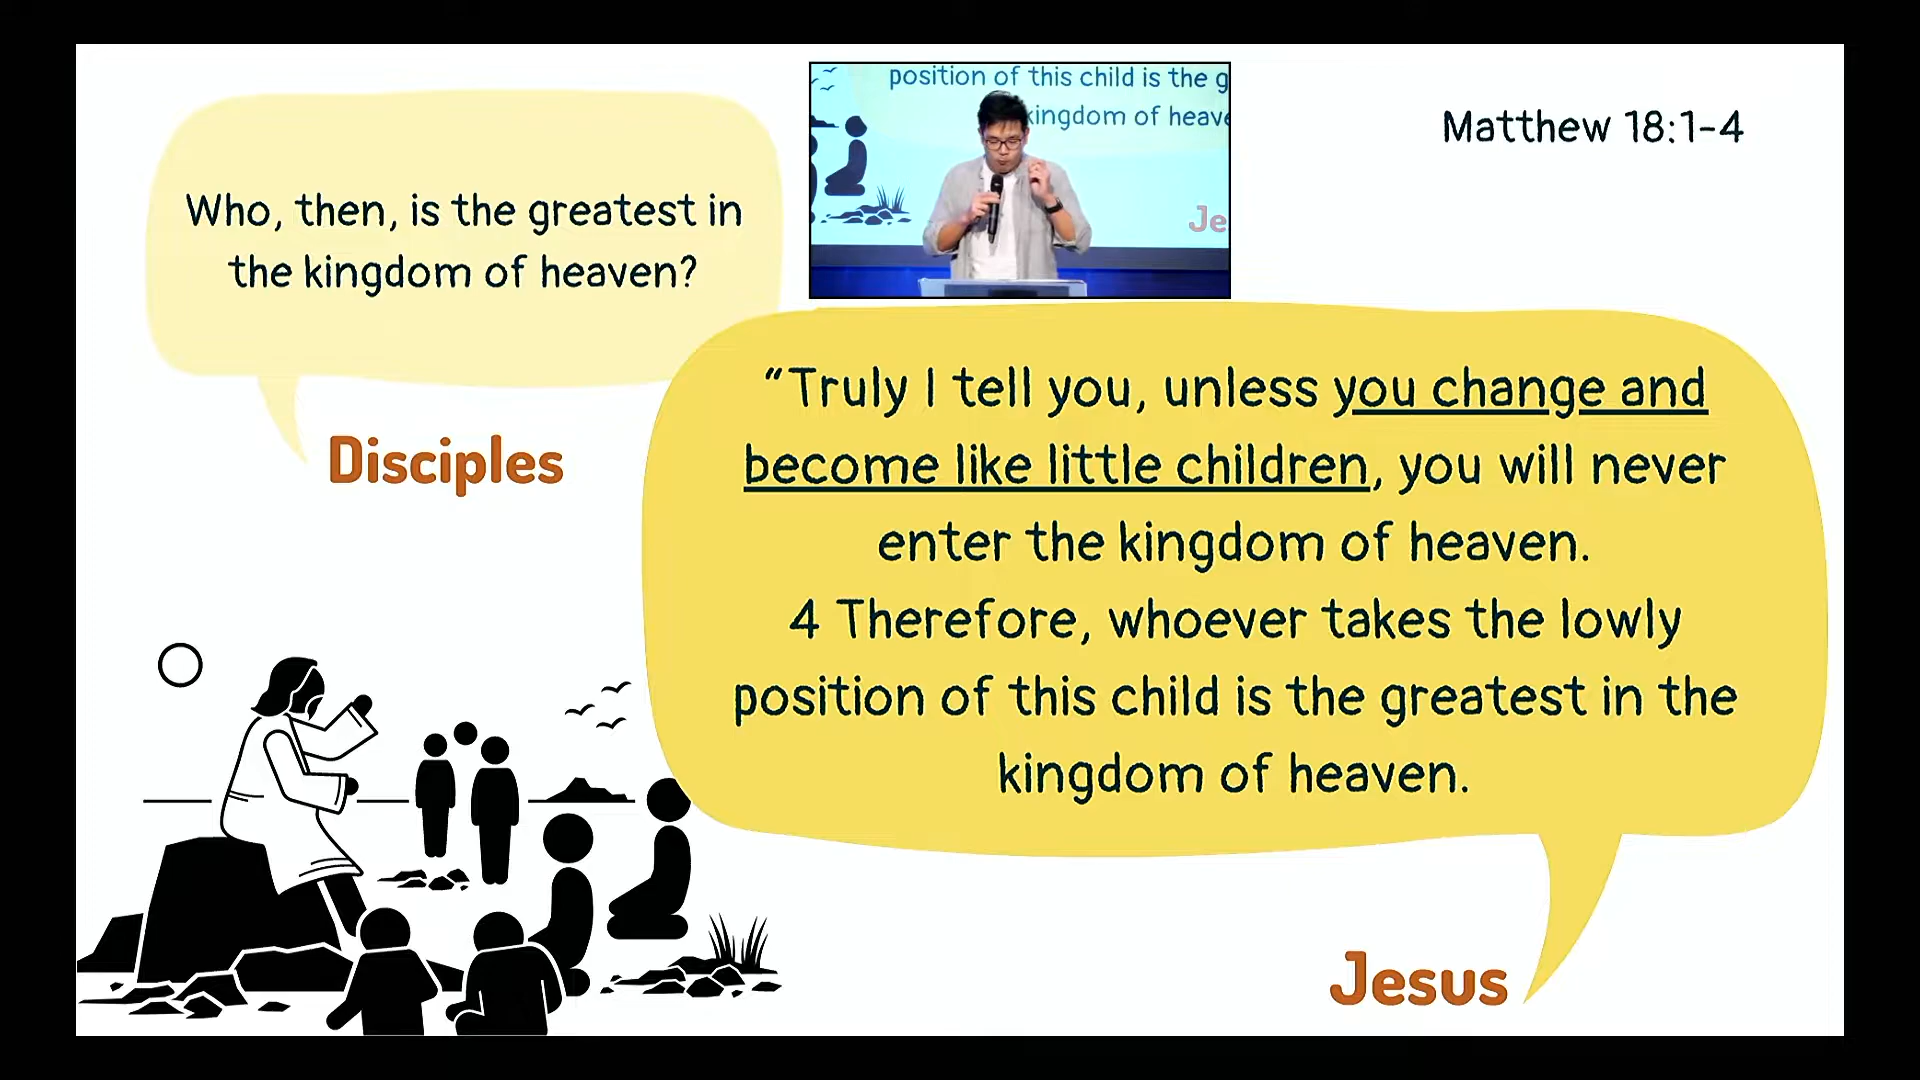 position of this child is the g
kingdom of heave
Je
Matthew 18:1-4
Who, then, is the greatest in
the kingdom of heaven?
Disciples
“Truly I tell you, unless you change and
become like little children, you will never
enter the kingdom of heaven.
4 Therefore, whoever takes the lowly
position of this child is the greatest in the
kingdom of heaven.
Jesus